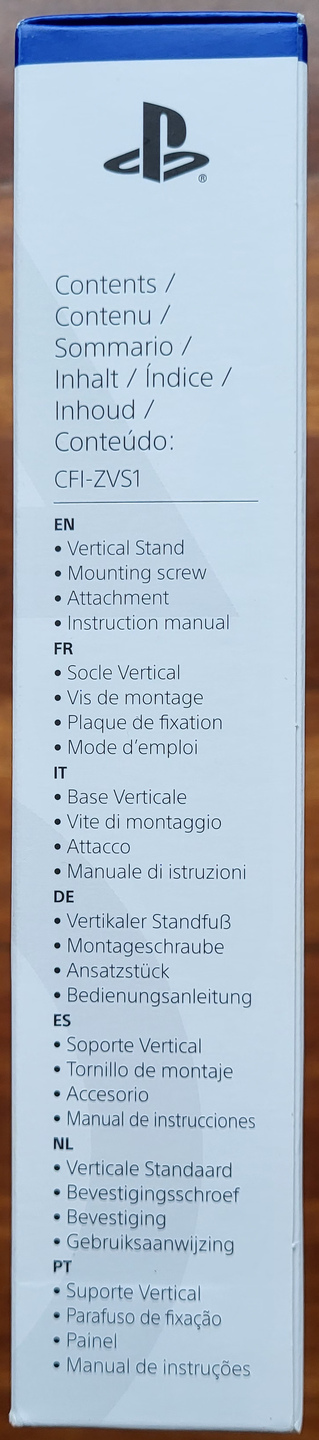 ®
Contents /
Contenu /
Sommario /
Inhalt / Índice /
Inhoud /
Conteúdo:
CFI-ZVS1
EN
• Vertical Stand
• Mounting screw
• Attachment
• Instruction manual
FR
• Socle Vertical
• Vis de montage
• Plaque de fixation
• Mode d’emploi
IT
• Base Verticale
• Vite di montaggio
• Attacco
• Manuale di istruzioni
DE
• Vertikaler Standfuß
• Montageschraube
• Ansatzstück
• Bedienungsanleitung
ES
• Soporte Vertical
• Tornillo de montaje
• Accesorio
• Manual de instrucciones
NL
• Verticale Standaard
• Bevestigingsschroef
• Bevestiging
• Gebruiksaanwijzing
PT
• Suporte Vertical
• Parafuso de fixação
• Painel
• Manual de instruções